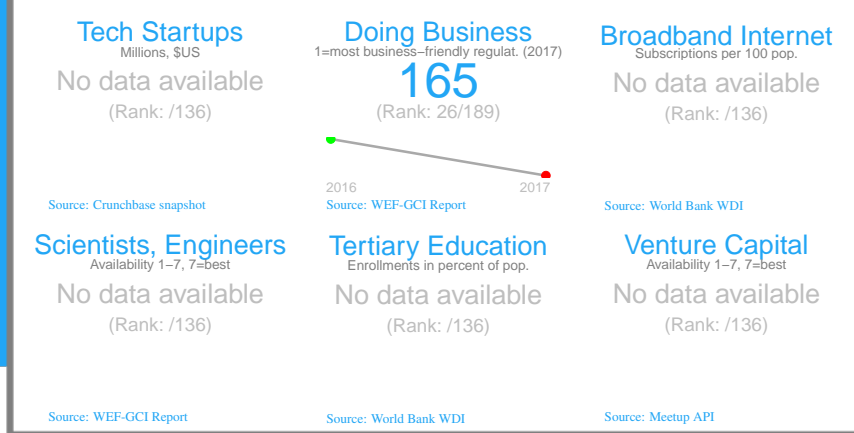 Tech Startups
Millions, $US
No data available
(Rank: /136)
Source: Crunchbase snapshot
Doing Business
1=most business−friendly regulat. (2017)
165
(Rank: 26/189)
2016 2017
Source: WEF-GCI Report
Broadband Internet
Subscriptions per 100 pop.
No data available
(Rank: /136)
Source: World Bank WDI
Scientists, Engineers
Availability 1−7, 7=best
No data available
(Rank: /136)
Source: WEF-GCI Report
Tertiary Education
Enrollments in percent of pop.
No data available
(Rank: /136)
Source: World Bank WDI
Venture Capital
Availability 1−7, 7=best
No data available
(Rank: /136)
Source: Meetup API